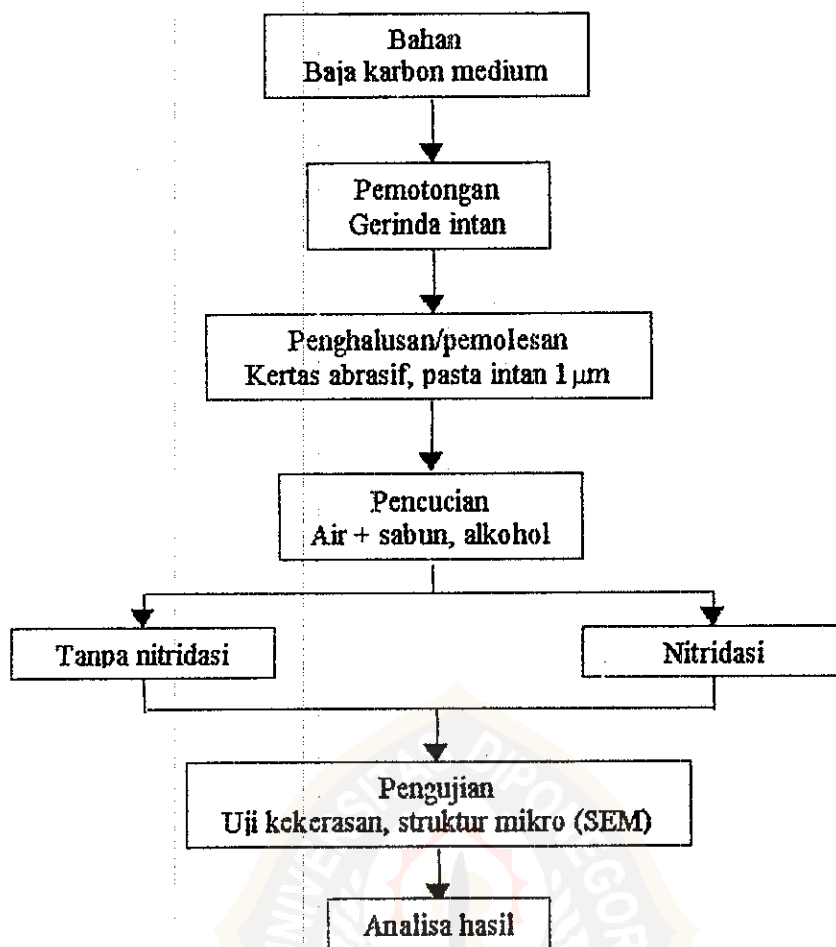 Bahan
Baja karbon medium
Pemotongan
Gerinda intan
Penghalusan/pemolesan
Kertas abrasif, pasta intan 1 μm
Pencucian
Air + sabun, alkohol
Tanpa nitridasi
Nitridasi
Pengujian
Uji kekerasan, struktur mikro (SEM)
Analisa hasil